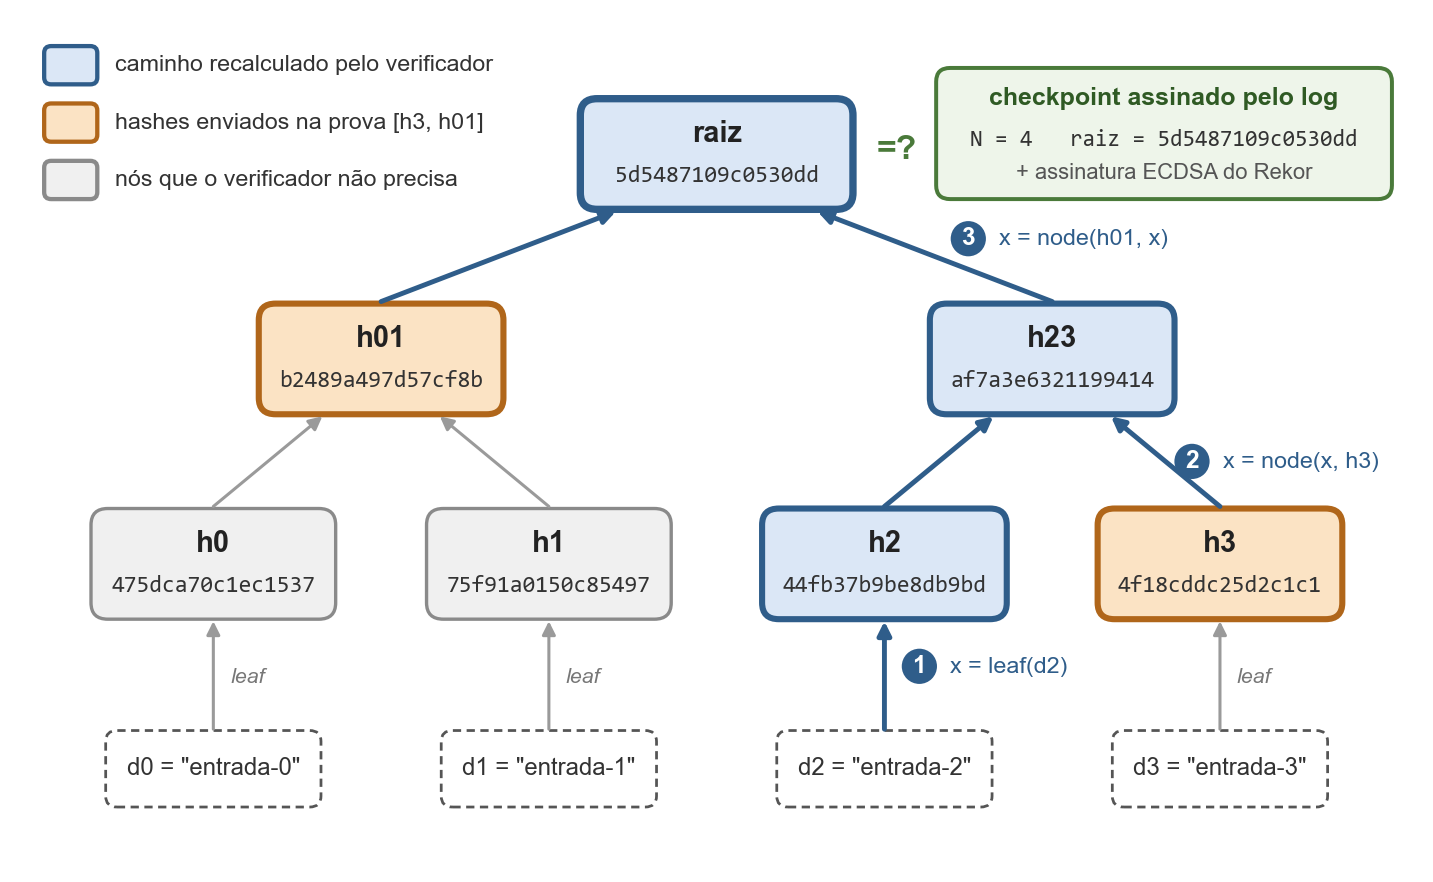 caminho recalculado pelo verificador
hashes enviados na prova [h3, h01]
nós que o verificador não precisa
raiz
5d5487109c0530dd
=?
checkpoint assinado pelo log
N = 4   raiz = 5d5487109c0530dd
+ assinatura ECDSA do Rekor
3 x = node(h01, x)
h01
b2489a497d57cf8b
h23
af7a3e6321199414
2 x = node(x, h3)
h0
475dca70c1ec1537
h1
75f91a0150c85497
h2
44fb37b9be8db9bd
h3
4f18cddc25d2c1c1
leaf
leaf
1 x = leaf(d2)
leaf
d0 = "entrada-0"
d1 = "entrada-1"
d2 = "entrada-2"
d3 = "entrada-3"